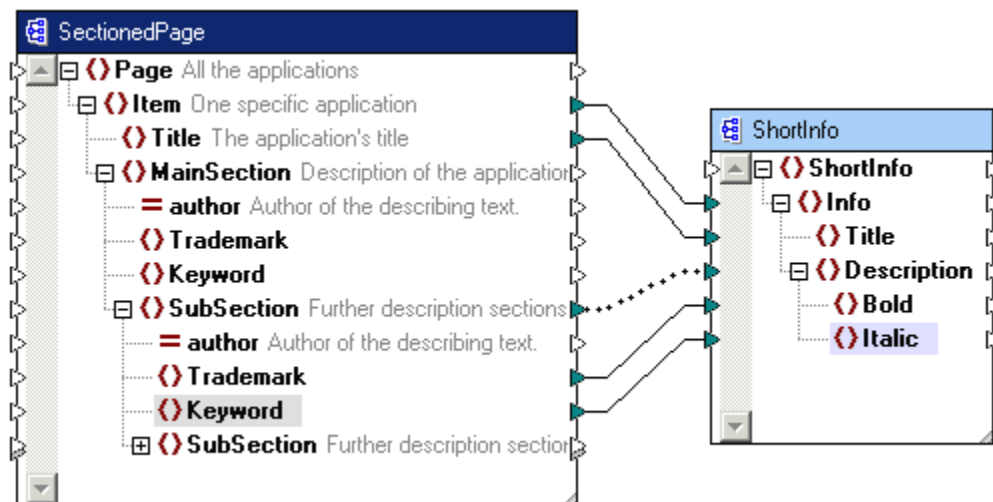 SectionedPage
Page All the applications
Item One specific application
Title The application's title
MainSection Description of the application
author Author of the describing text.
Trademark
Keyword
SubSection Further description sections
author Author of the describing text.
Trademark
Keyword
SubSection Further description section
ShortInfo
ShortInfo
Info
Title
Description
Bold
Italic